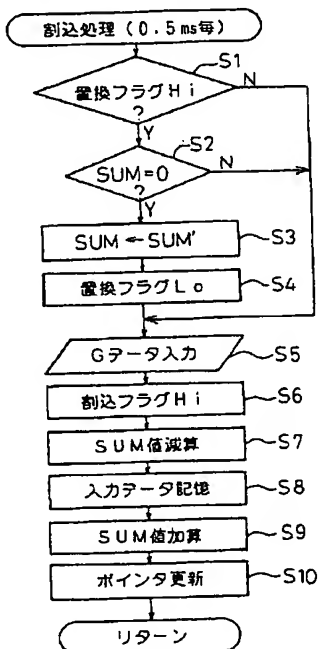 割込処理(0.5ms毎)
S1
置換フラグHi
?
N
Y
S2
SUM=0
?
N
Y
SUM←SUM'
S3
置換フラグLo
S4
Gデータ入力
S5
割込フラグHi
S6
SUM値減算
S7
入力データ記憶
S8
SUM値加算
S9
ポインタ更新
S10
リターン